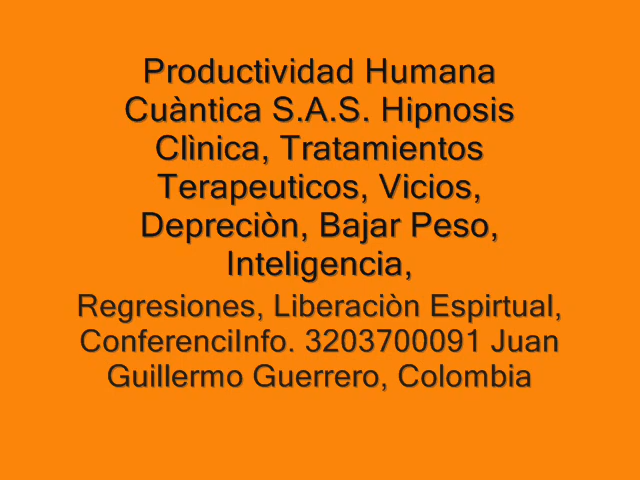 Productividad Humana
Cuàntica S.A.S. Hipnosis
Clìnica, Tratamientos
Terapeuticos, Vicios,
Depreciòn, Bajar Peso,
Inteligencia,
Regresiones, Liberaciòn Espirtual,
ConferenciInfo. 3203700091 Juan
Guillermo Guerrero, Colombia